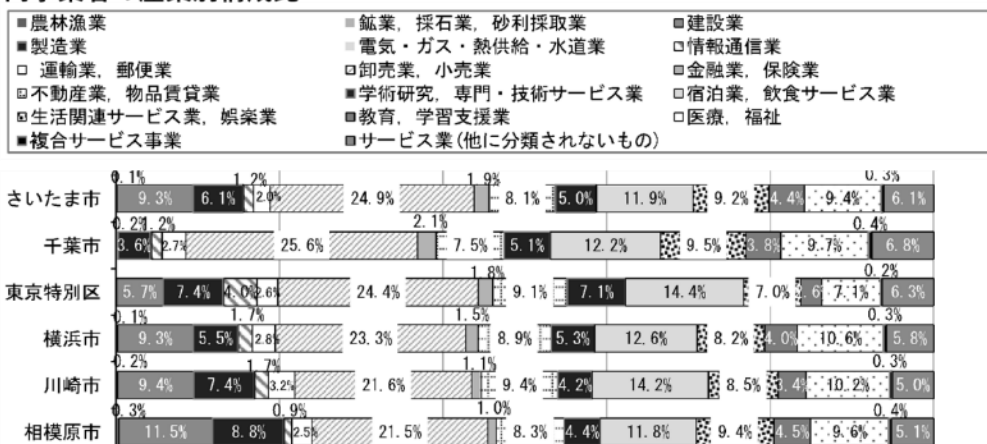 ■農林漁業 ■鉱業, 採石業, 砂利採取業 ■建設業
■製造業 電気・ガス・熱供給・水道業 情報通信業
□ 運輸業, 郵便業 卸売業, 小売業 金融業, 保険業
不動産業, 物品賃貸業 ■学術研究, 専門・技術サービス業 宿泊業, 飲食サービス業
生活関連サービス業, 娯楽業 ■教育, 学習支援業 □医療, 福祉
■複合サービス事業 ■サービス業(他に分類されないもの)
0.1% 1.2% 1.9% 0.3%
さいたま市 9.3% 6.1% 2.0% 24.9% 8.1% 5.0% 11.9% 9.2% 4.4% 9.4% 6.1%
0.2% 1.2% 2.1% 0.4%
千葉市 3.6% 2.7% 25.6% 7.5% 5.1% 12.2% 9.5% 3.8% 9.7% 6.8%
1.8% 0.2%
東京特別区 5.7% 7.4% 4.0% 2.6% 24.4% 9.1% 7.1% 14.4% 7.0% 2.6% 7.1% 6.3%
0.1% 1.7% 1.5% 0.3%
横浜市 9.3% 5.5% 2.8% 23.3% 8.9% 5.3% 12.6% 8.2% 4.0% 10.6% 5.8%
0.2% 1.7% 1.1% 0.3%
川崎市 9.4% 7.4% 3.2% 21.6% 9.4% 4.2% 14.2% 8.5% 3.4% 10.2% 5.0%
0.3% 0.9% 1.0% 0.4%
相模原市 11.5% 8.8% 2.5% 21.5% 8.3% 4.4% 11.8% 9.4% 4.5% 9.6% 5.1%